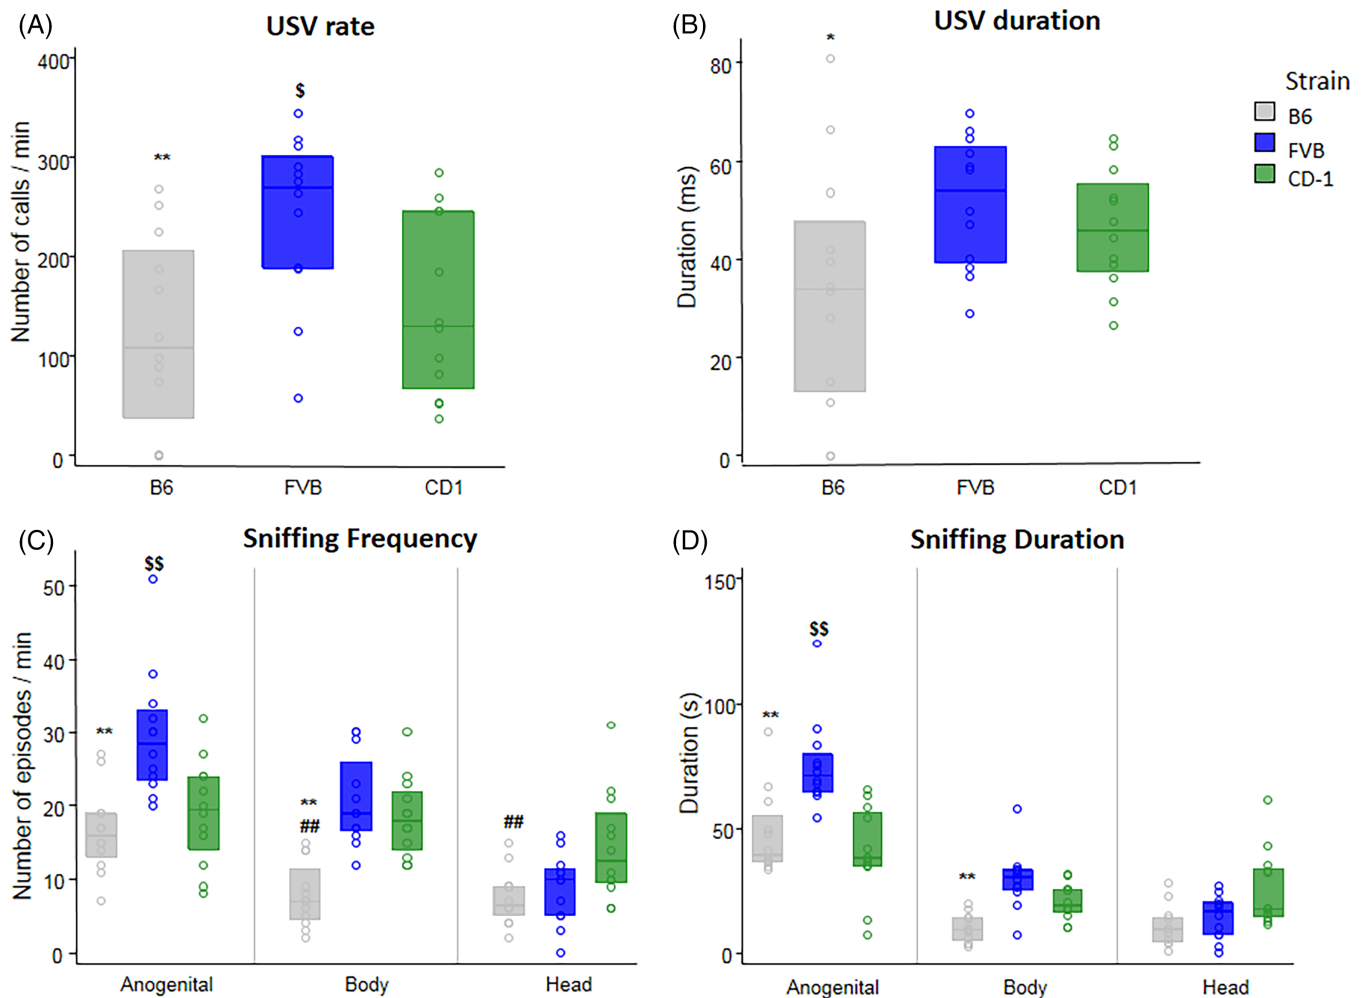 (A)
USV rate
Number of calls / min
400
300
200
100
0
**
$
B6
FVB
CD1
(B)
USV duration
Duration (ms)
80
60
40
20
0
*
B6
FVB
CD1
Strain
B6
FVB
CD-1
(C)
Sniffing Frequency
Number of episodes / min
50
40
30
20
10
0
**
$$
**
##
##
Anogenital
Body
Head
(D)
Sniffing Duration
Duration (s)
150
100
50
0
**
$$
**
Anogenital
Body
Head